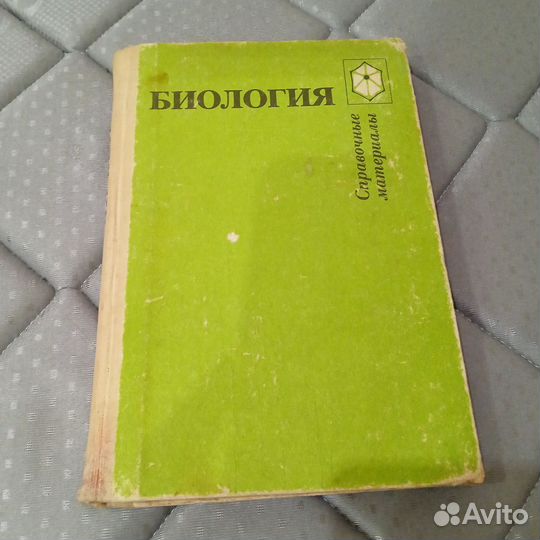 БИОЛОГИЯ
Справочные
материалы
Avito